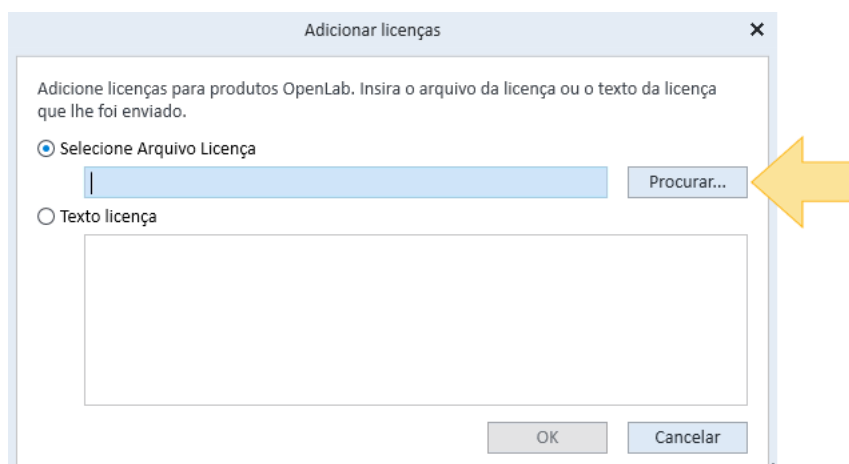 Adicionar licenças
Adicione licenças para produtos OpenLab. Insira o arquivo da licença ou o texto da licença
que lhe foi enviado.
Selecione Arquivo Licença
Procurar...
Texto licença
OK
Cancelar